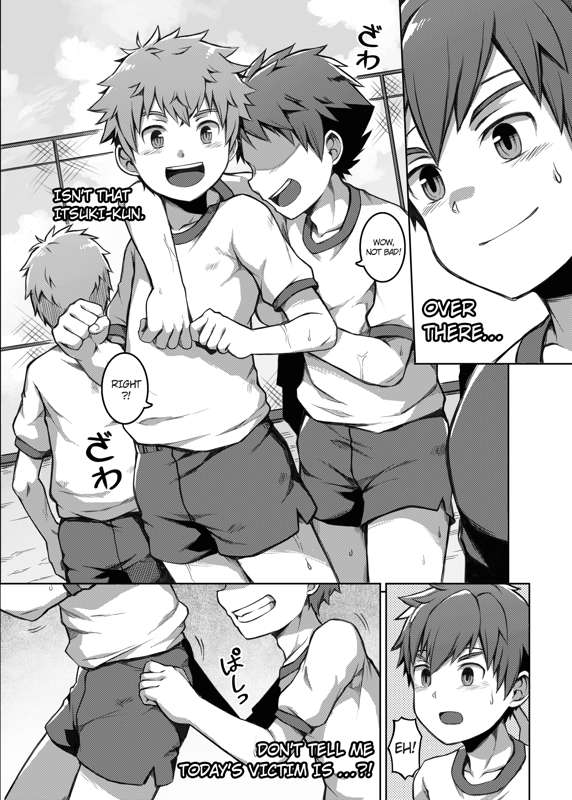 OVER
THERE...
ざわ
WOW,
NOT BAD!
ISN'T THAT
ITSUKI-KUN.
RIGHT
?!
ざわ
EH!
ぱしっ
DON'T TELL ME
TODAY'S VICTIM IS ...?!